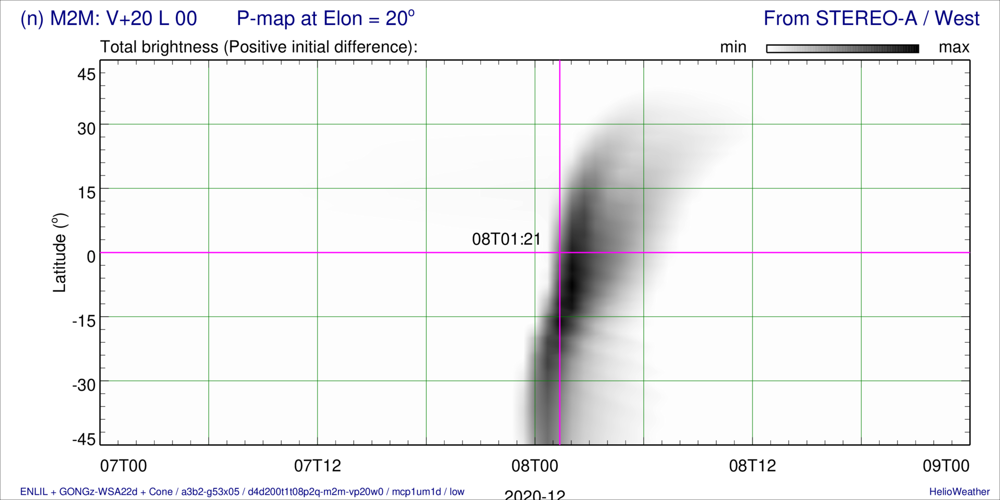 (n) M2M: V+20 L 00 P-map at Elon = 20° From STEREO-A / West
Total brightness (Positive initial difference): min max
45
30
15
08T01:21
0
Latitude (°)
-15
-30
-45
07T00 07T12 08T00 08T12 09T00
ENLIL + GONGz-WSA22d + Cone / a3b2-g53x05 / d4d200t1t08p2q-m2m-vp20w0 / mcp1um1d / low 2020-12 HelioWeather